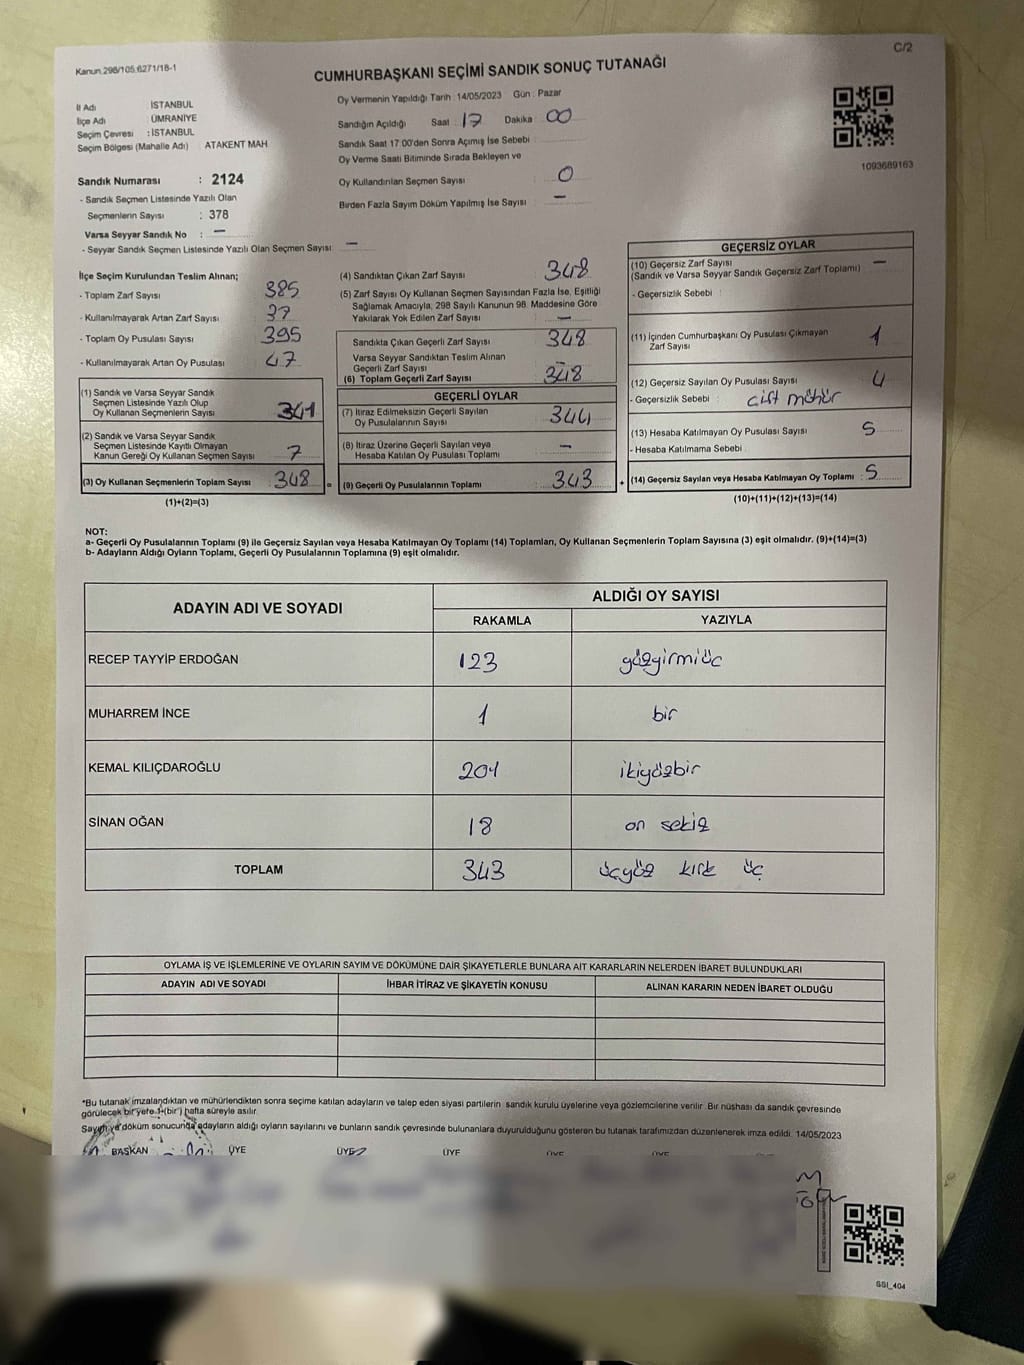 C/2
Kanun.298/105.6271/18-1
CUMHURBAŞKANI SEÇİMİ SANDIK SONUÇ TUTANAĞI
İl Adı : İSTANBUL
İlçe Adı : ÜMRANİYE
Seçim Çevresi : İSTANBUL
Seçim Bölgesi (Mahalle Adı) : ATAKENT MAH
Sandık Numarası : 2124
- Sandık Seçmen Listesinde Yazılı Olan
Seçmenlerin Sayısı : 378
Varsa Seyyar Sandık No : —
- Seyyar Sandık Seçmen Listesinde Yazılı Olan Seçmen Sayısı: —
Oy Vermenin Yapıldığı Tarih : 14/05/2023 Gün : Pazar
Sandığın Açıldığı Saat : 17 Dakika 00
Sandık Saat 17:00'den Sonra Açımış İse Sebebi :
Oy Verme Saati Bitiminde Sırada Bekleyen ve
Oy Kullandırılan Seçmen Sayısı : 0
Birden Fazla Sayım Döküm Yapılmış İse Sayısı : —
1093689163
İlçe Seçim Kurulundan Teslim Alınan;
- Toplam Zarf Sayısı : 385
- Kullanılmayarak Artan Zarf Sayısı : 37
- Toplam Oy Pusulası Sayısı : 395
- Kullanılmayarak Artan Oy Pusulası : 47
(1) Sandık ve Varsa Seyyar Sandık
Seçmen Listesinde Yazılı Olup
Oy Kullanan Seçmenlerin Sayısı : 341
(2) Sandık ve Varsa Seyyar Sandık
Seçmen Listesinde Kayıtlı Olmayan
Kanun Gereği Oy Kullanan Seçmen Sayısı : 7
(3) Oy Kullanan Seçmenlerin Toplam Sayısı : 348 =
(1)+(2)=(3)
(4) Sandıktan Çıkan Zarf Sayısı : 348
(5) Zarf Sayısı Oy Kullanan Seçmen Sayısından Fazla İse, Eşitliği
Sağlamak Amacıyla; 298 Sayılı Kanunun 98. Maddesine Göre
Yakılarak Yok Edilen Zarf Sayısı : —
Sandıkta Çıkan Geçerli Zarf Sayısı : 348
Varsa Seyyar Sandıktan Teslim Alınan
Geçerli Zarf Sayısı : —
(6) Toplam Geçerli Zarf Sayısı : 348
GEÇERLİ OYLAR
(7) İtiraz Edilmeksizin Geçerli Sayılan
Oy Pusulalarının Sayısı : 344
(8) İtiraz Üzerine Geçerli Sayılan veya
Hesaba Katılan Oy Pusulası Toplamı : —
(9) Geçerli Oy Pusulalarının Toplamı : 343 +
GEÇERSİZ OYLAR
(10) Geçersiz Zarf Sayısı : —
(Sandık ve Varsa Seyyar Sandık Geçersiz Zarf Toplamı)
- Geçersizlik Sebebi :
(11) İçinden Cumhurbaşkanı Oy Pusulası Çıkmayan
Zarf Sayısı : 1
(12) Geçersiz Sayılan Oy Pusulası Sayısı : 4
- Geçersizlik Sebebi : çift mühür
(13) Hesaba Katılmayan Oy Pusulası Sayısı : 5
- Hesaba Katılmama Sebebi :
(14) Geçersiz Sayılan veya Hesaba Katılmayan Oy Toplamı : 5
(10)+(11)+(12)+(13)=(14)
NOT:
a- Geçerli Oy Pusulalarının Toplamı (9) ile Geçersiz Sayılan veya Hesaba Katılmayan Oy Toplamı (14) Toplamları, Oy Kullanan Seçmenlerin Toplam Sayısına (3) eşit olmalıdır. (9)+(14)=(3)
b- Adayların Aldığı Oyların Toplamı, Geçerli Oy Pusulalarının Toplamına (9) eşit olmalıdır.
ADAYIN ADI VE SOYADI
ALDIĞI OY SAYISI
RAKAMLA YAZIYLA
RECEP TAYYİP ERDOĞAN 123 yüzyirmiüç
MUHARREM İNCE 1 bir
KEMAL KILIÇDAROĞLU 201 ikiyüzbir
SİNAN OĞAN 18 on sekiz
TOPLAM 343 üçyüz kırk üç
OYLAMA İŞ VE İŞLEMLERİNE VE OYLARIN SAYIM VE DÖKÜMÜNE DAİR ŞİKAYETLERLE BUNLARA AİT KARARLARIN NELERDEN İBARET BULUNDUKLARI
ADAYIN ADI VE SOYADI İHBAR İTİRAZ VE ŞİKAYETİN KONUSU ALINAN KARARIN NEDEN İBARET OLDUĞU
*Bu tutanak imzalandıktan ve mühürlendikten sonra seçime katılan adayların ve talep eden siyasi partilerin sandık kurulu üyelerine veya gözlemcilerine verilir. Bir nüshası da sandık çevresinde
görülecek bir yere 1-(bir ) hafta süreyle asılır.
Sayım ve döküm sonucunda adayların aldığı oyların sayılarını ve bunların sandık çevresinde bulunanlara duyurulduğunu gösteren bu tutanak tarafımızdan düzenlenerek imza edildi. 14/05/2023
BAŞKAN ÜYE ÜYE ÜYE ÜYE ÜYE
SSI_404